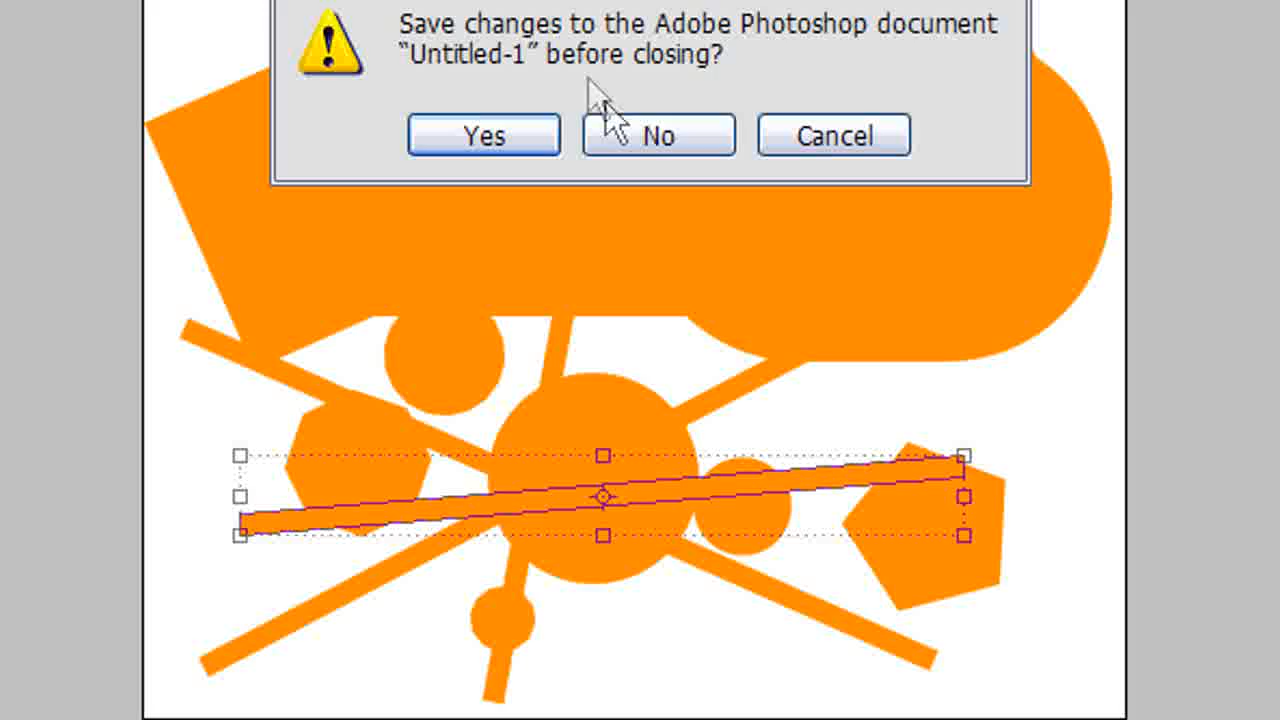 Save changes to the Adobe Photoshop document
“Untitled-1” before closing?
Yes No Cancel